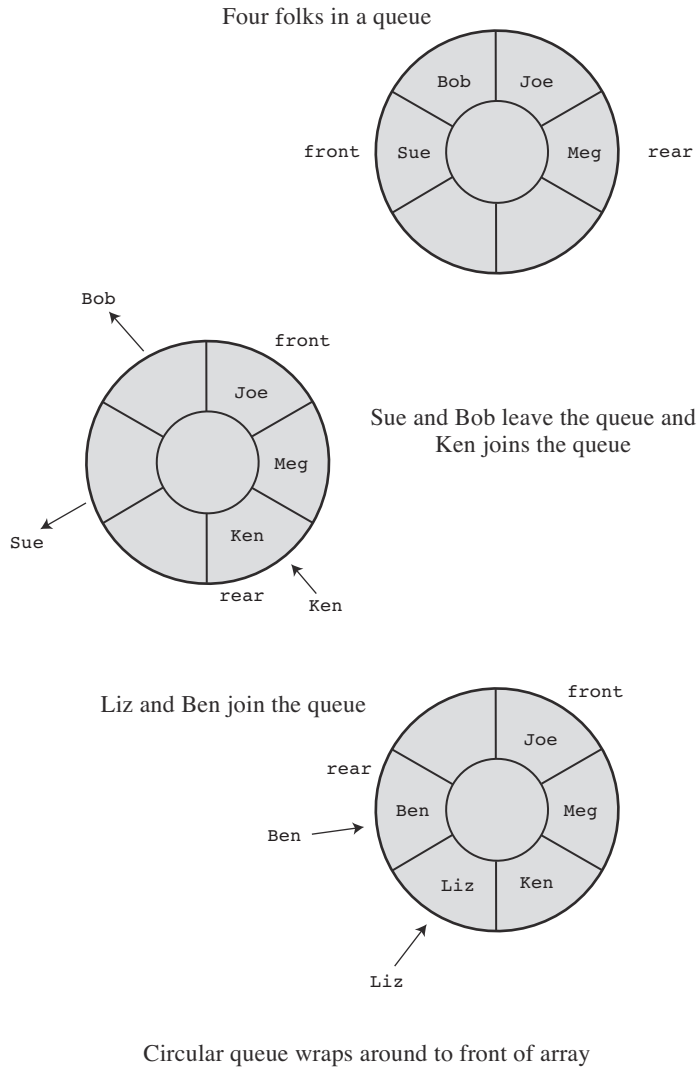 Four folks in a queue
Bob Joe
front Sue Meg rear
Bob
front
Joe
Sue and Bob leave the queue and
Ken joins the queue
Meg
Ken
Sue
rear
Ken
Liz and Ben join the queue
front
Joe
rear
Ben Meg
Ben
Liz Ken
Liz
Circular queue wraps around to front of array